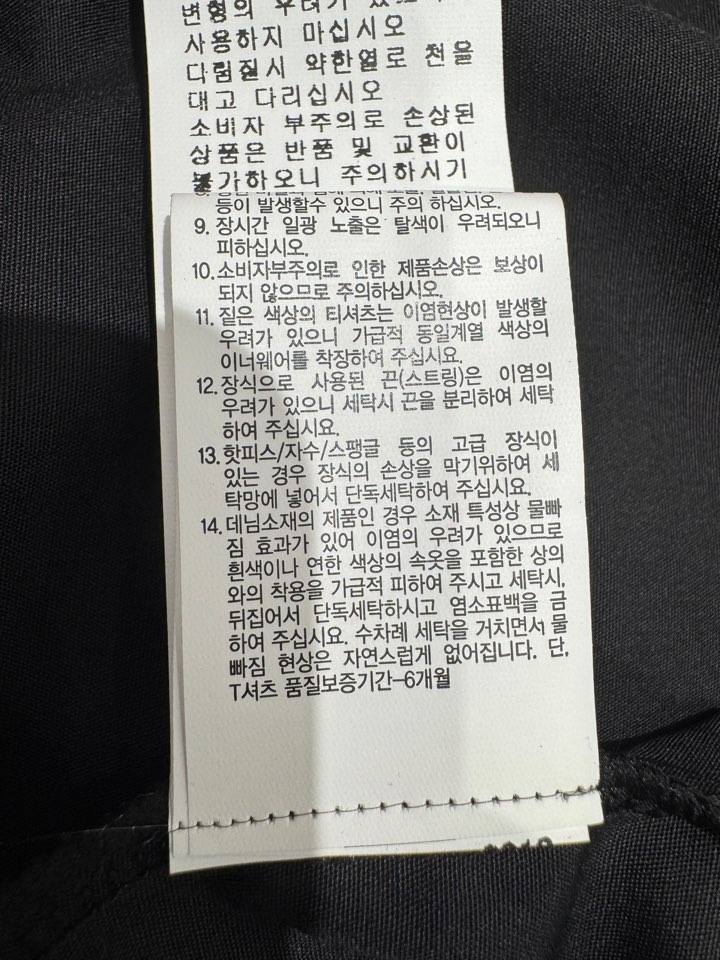 변형의 우려가
사용하지 마십시오
다림질시 약한열로 천을
대고 다리십시오
소비자 부주의로 손상된
상품은 반품 및 교환이
불가하오니 주의하시기
등이 발생할수 있으니 주의 하십시오.
9. 장시간 일광 노출은 탈색이 우려되오니
피하십시오.
10. 소비자부주의로 인한 제품손상은 보상이
되지 않으므로 주의하십시오.
11. 짙은 색상의 티셔츠는 이염현상이 발생할
우려가 있으니 가급적 동일계열 색상의
이너웨어를 착장하여 주십시요.
12. 장식으로 사용된 끈(스트링)은 이염의
우려가 있으니 세탁시 끈을 분리하여 세탁
하여 주십시요.
13. 핫피스/자수/스팽글 등의 고급 장식이
있는 경우 장식의 손상을 막기위하여 세
탁망에 넣어서 단독세탁하여 주십시요.
14. 데님소재의 제품인 경우 소재 특성상 물빠
짐 효과가 있어 이염의 우려가 있으므로
흰색이나 연한 색상의 속옷을 포함한 상의
와의 착용을 가급적 피하여 주시고 세탁시,
뒤집어서 단독세탁하시고 염소표백을 금
하여 주십시요. 수차례 세탁을 거치면서 물
빠짐 현상은 자연스럽게 없어집니다. 단,
T셔츠 품질보증기간-6개월